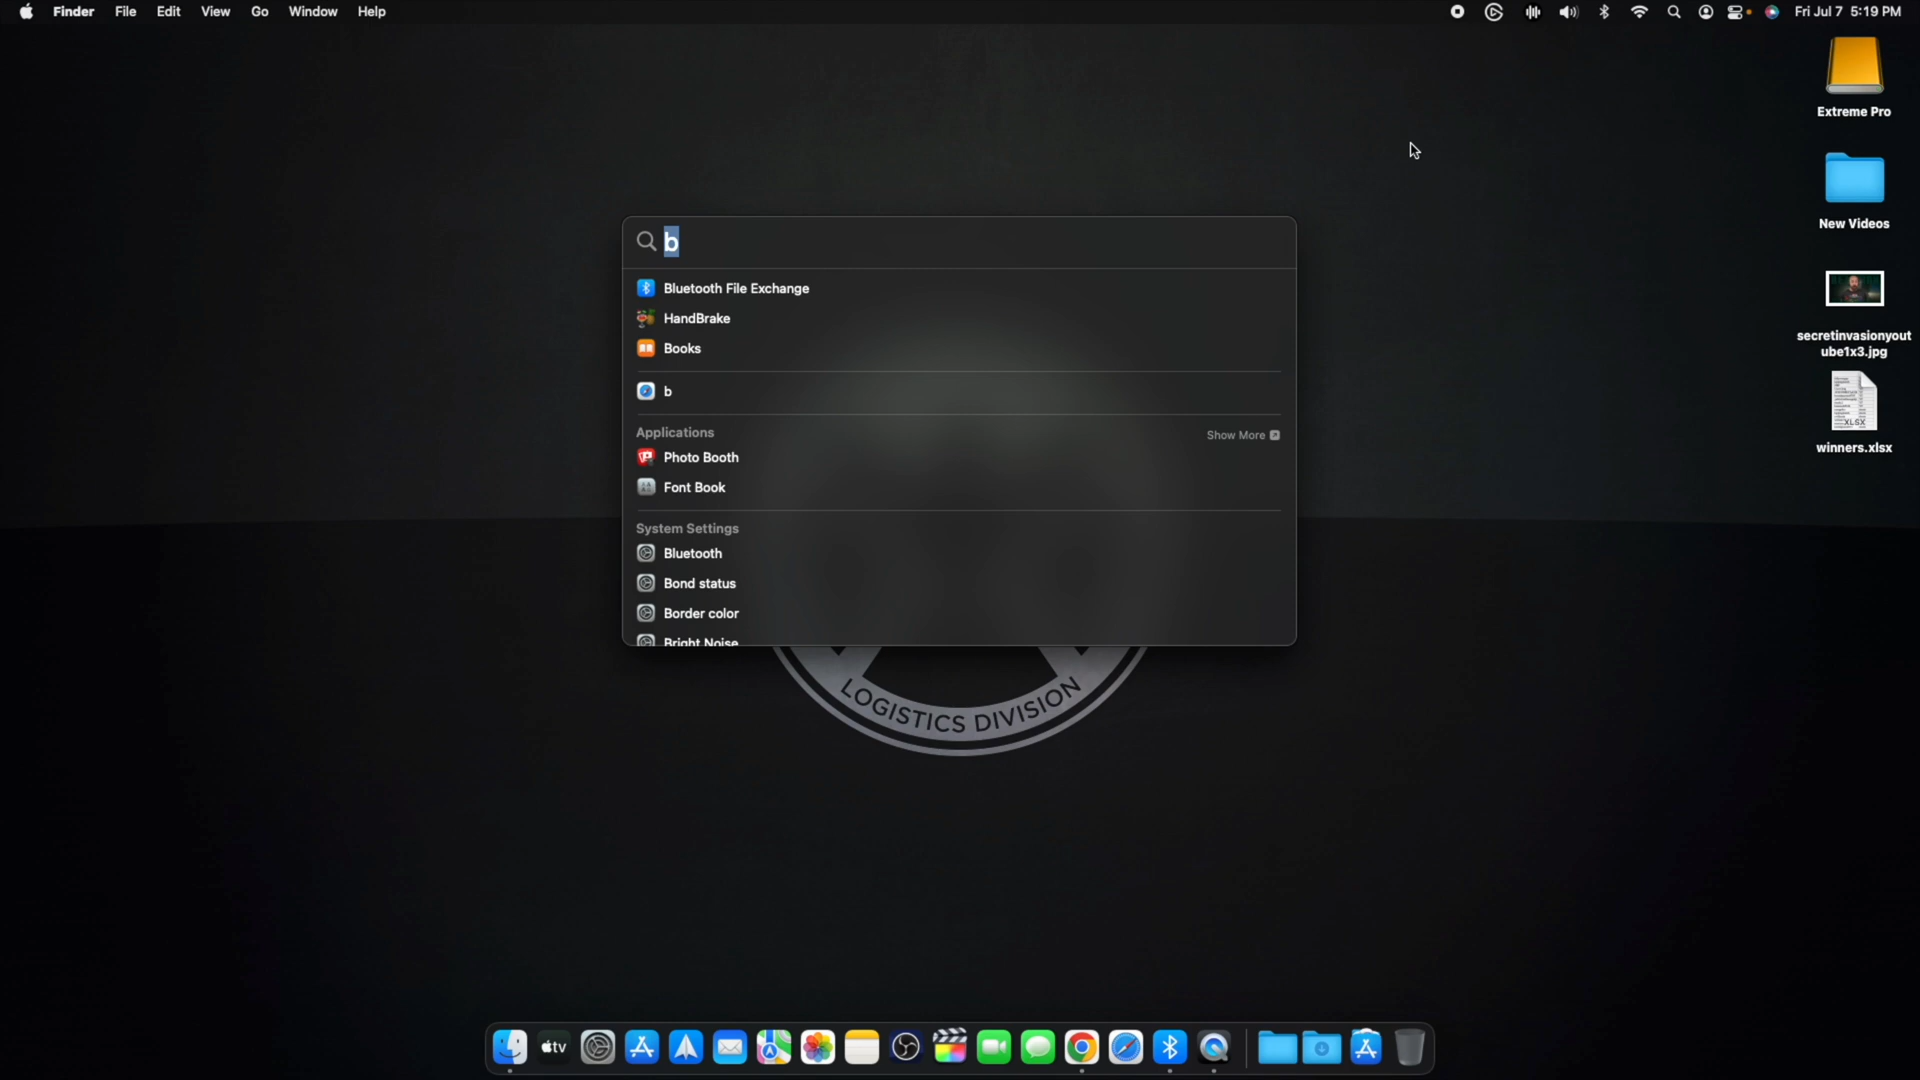 Finder File Edit View Go Window Help Fri Jul 7 5:19 PM
Extreme Pro
New Videos
secretinvasionyout
ube1x3.jpg
XLSX
winners.xlsx
b
Bluetooth File Exchange
HandBrake
Books
b
Applications Show More
Photo Booth
Font Book
System Settings
Bluetooth
Bond status
Border color
Bright Noise
LOGISTICS DIVISION
tv